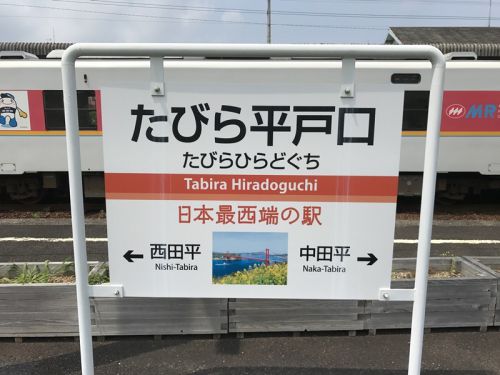 たびら平戸口
たびらひらどぐち
Tabira Hiradoguchi
日本最西端の駅
← 西田平
Nishi-Tabira
中田平 →
Naka-Tabira
MR